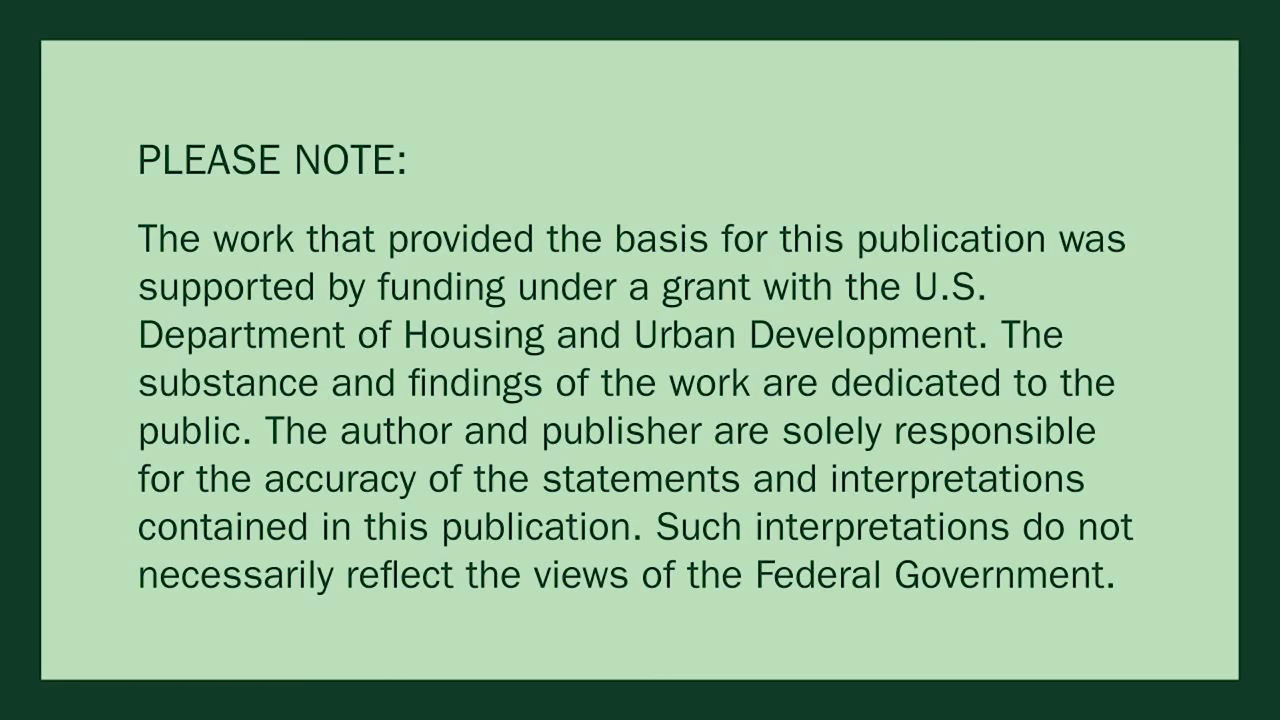 PLEASE NOTE:
The work that provided the basis for this publication was
supported by funding under a grant with the U.S.
Department of Housing and Urban Development. The
substance and findings of the work are dedicated to the
public. The author and publisher are solely responsible
for the accuracy of the statements and interpretations
contained in this publication. Such interpretations do not
necessarily reflect the views of the Federal Government.